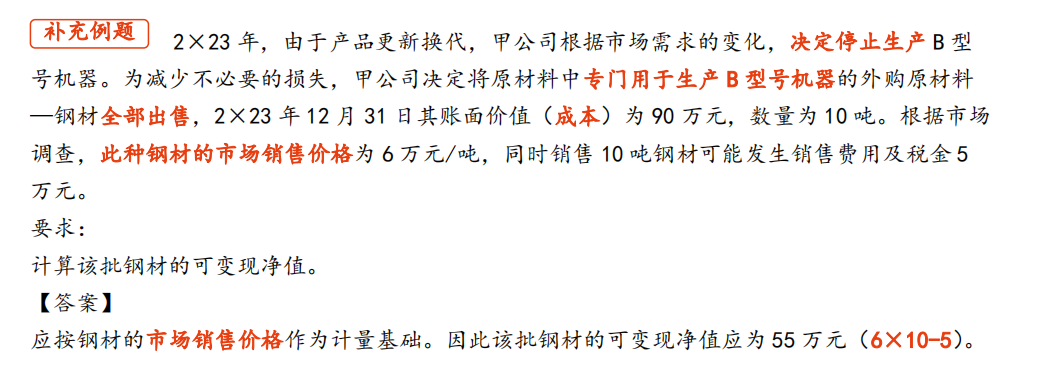 补充例题 2×23 年，由于产品更新换代，甲公司根据市场需求的变化，决定停止生产 B 型
号机器。为减少不必要的损失，甲公司决定将原材料中专门用于生产 B 型号机器的外购原材料
—钢材全部出售，2×23 年 12 月 31 日其账面价值（成本）为 90 万元，数量为 10 吨。根据市场
调查，此种钢材的市场销售价格为 6 万元/吨，同时销售 10 吨钢材可能发生销售费用及税金 5
万元。
要求：
计算该批钢材的可变现净值。
【答案】
应按钢材的市场销售价格作为计量基础。因此该批钢材的可变现净值应为 55 万元（6×10-5）。